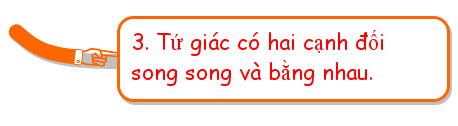 3. Tứ giác có hai cạnh đối
song song và bằng nhau.